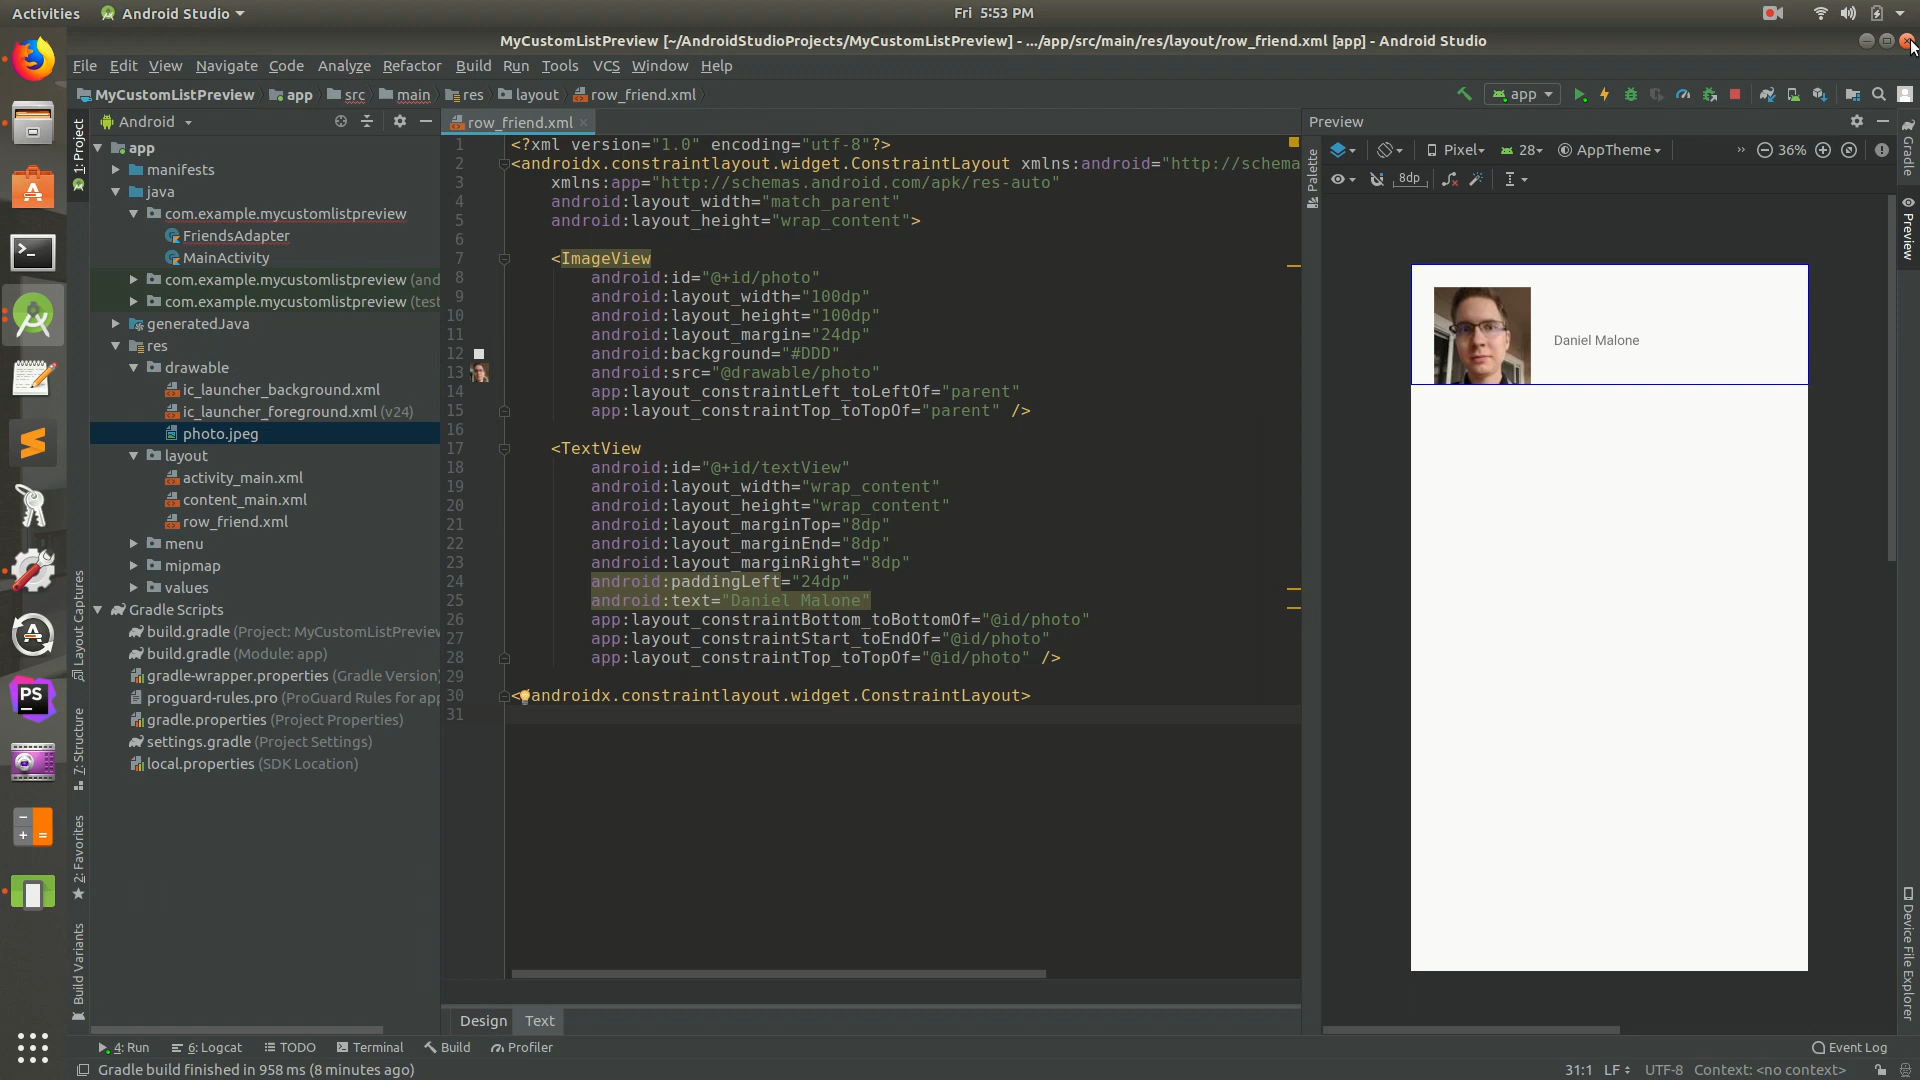 Activities Android Studio Fri 5:53 PM
MyCustomListPreview [~/AndroidStudioProjects/MyCustomListPreview] - .../app/src/main/res/layout/row_friend.xml [app] - Android Studio
File Edit View Navigate Code Analyze Refactor Build Run Tools VCS Window Help
MyCustomListPreview app src main res layout row_friend.xml
app
1: Project
Android
app
manifests
java
com.example.mycustomlistpreview
FriendsAdapter
MainActivity
com.example.mycustomlistpreview (and
com.example.mycustomlistpreview (test
generatedJava
res
drawable
ic_launcher_background.xml
ic_launcher_foreground.xml (v24)
photo.jpeg
layout
activity_main.xml
content_main.xml
row_friend.xml
menu
mipmap
values
Gradle Scripts
build.gradle (Project: MyCustomListPreview
build.gradle (Module: app)
gradle-wrapper.properties (Gradle Version)
proguard-rules.pro (ProGuard Rules for app
gradle.properties (Project Properties)
settings.gradle (Project Settings)
local.properties (SDK Location)
Layout Captures
7: Structure
2: Favorites
Build Variants
PS
row_friend.xml
1 <?xml version="1.0" encoding="utf-8"?>
2 <androidx.constraintlayout.widget.ConstraintLayout xmlns:android="http://schema
3 xmlns:app="http://schemas.android.com/apk/res-auto"
4 android:layout_width="match_parent"
5 android:layout_height="wrap_content">
6
7 <ImageView
8 android:id="@+id/photo"
9 android:layout_width="100dp"
10 android:layout_height="100dp"
11 android:layout_margin="24dp"
12 android:background="#DDD"
13 android:src="@drawable/photo"
14 app:layout_constraintLeft_toLeftOf="parent"
15 app:layout_constraintTop_toTopOf="parent" />
16
17 <TextView
18 android:id="@+id/textView"
19 android:layout_width="wrap_content"
20 android:layout_height="wrap_content"
21 android:layout_marginTop="8dp"
22 android:layout_marginEnd="8dp"
23 android:layout_marginRight="8dp"
24 android:paddingLeft="24dp"
25 android:text="Daniel Malone"
26 app:layout_constraintBottom_toBottomOf="@id/photo"
27 app:layout_constraintStart_toEndOf="@id/photo"
28 app:layout_constraintTop_toTopOf="@id/photo" />
29
30 <androidx.constraintlayout.widget.ConstraintLayout>
31
Design Text
Preview
Palette
Pixel 28 AppTheme 36%
8dp
Daniel Malone
Gradle
Preview
Device File Explorer
4: Run 6: Logcat TODO Terminal Build Profiler Event Log
Gradle build finished in 958 ms (8 minutes ago) 31:1 LF UTF-8 Context: <no context>